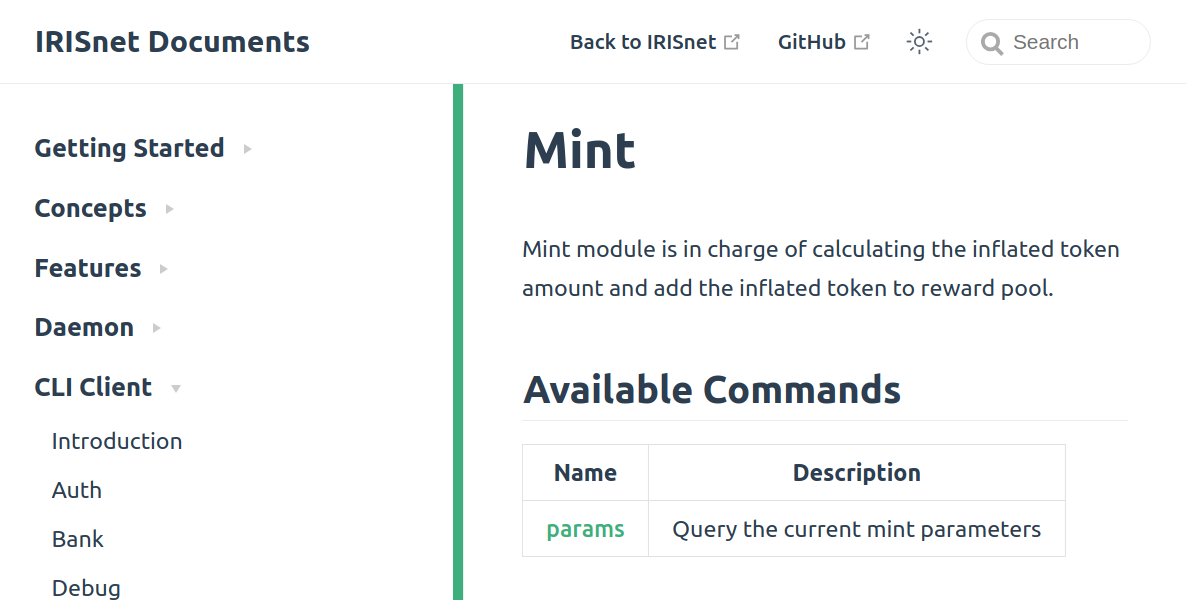 IRISnet Documents
Back to IRISnet
GitHub
Search
Getting Started
Concepts
Features
Daemon
CLI Client
Introduction
Auth
Bank
Debug
Mint
Mint module is in charge of calculating the inflated token
amount and add the inflated token to reward pool.
Available Commands
Name Description
params Query the current mint parameters